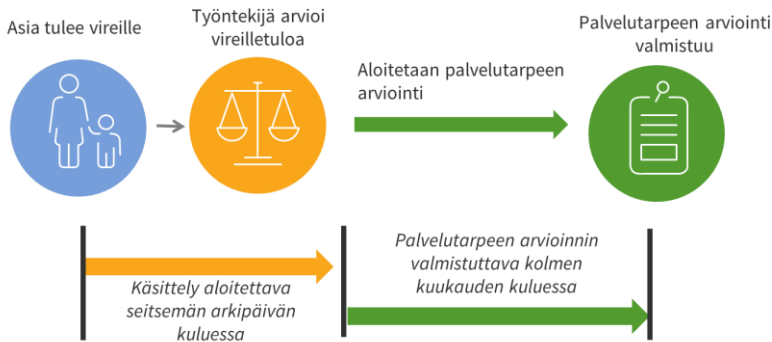 Asia tulee vireille
Työntekijä arvioi
vireilletuloa
Aloitetaan palvelutarpeen
arviointi
Palvelutarpeen arviointi
valmistuu
Käsittely aloitettava
seitsemän arkipäivän
kuluessa
Palvelutarpeen arvioinnin
valmistuttava kolmen
kuukauden kuluessa